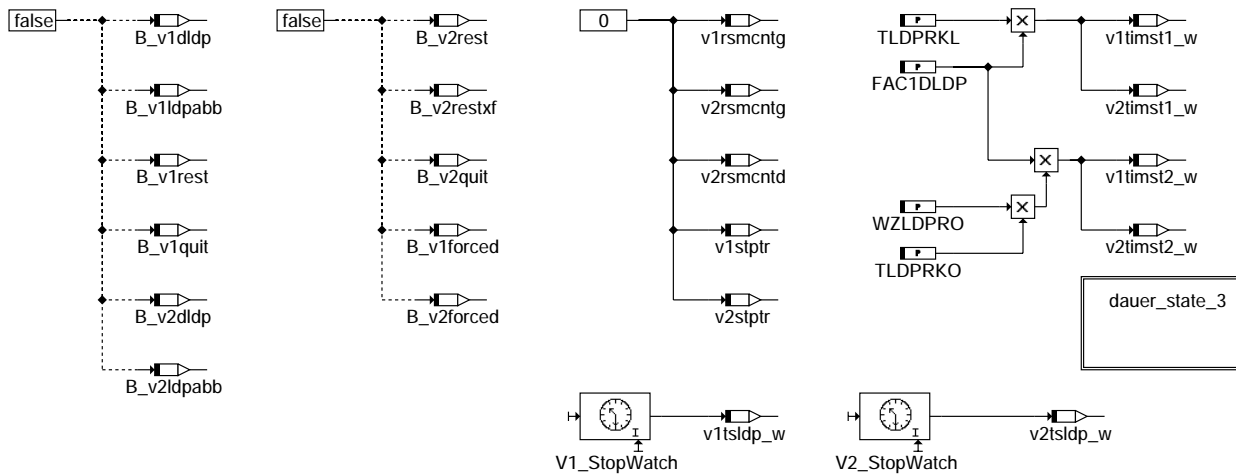 false
B_v1dldp
B_v1ldpabb
B_v1rest
B_v1quit
B_v2dldp
B_v2ldpabb
false
B_v2rest
B_v2restxf
B_v2quit
B_v1forced
B_v2forced
0
v1rsmcntg
v2rsmcntg
v2rsmcntd
v1stptr
v2stptr
P
TLDPRKL
P
FAC1DLDP
v1timst1_w
v2timst1_w
v1timst2_w
P
WZLDPRO
P
TLDPRKO
v2timst2_w
dauer_state_3
I
V1_StopWatch
v1tsldp_w
I
V2_StopWatch
v2tsldp_w